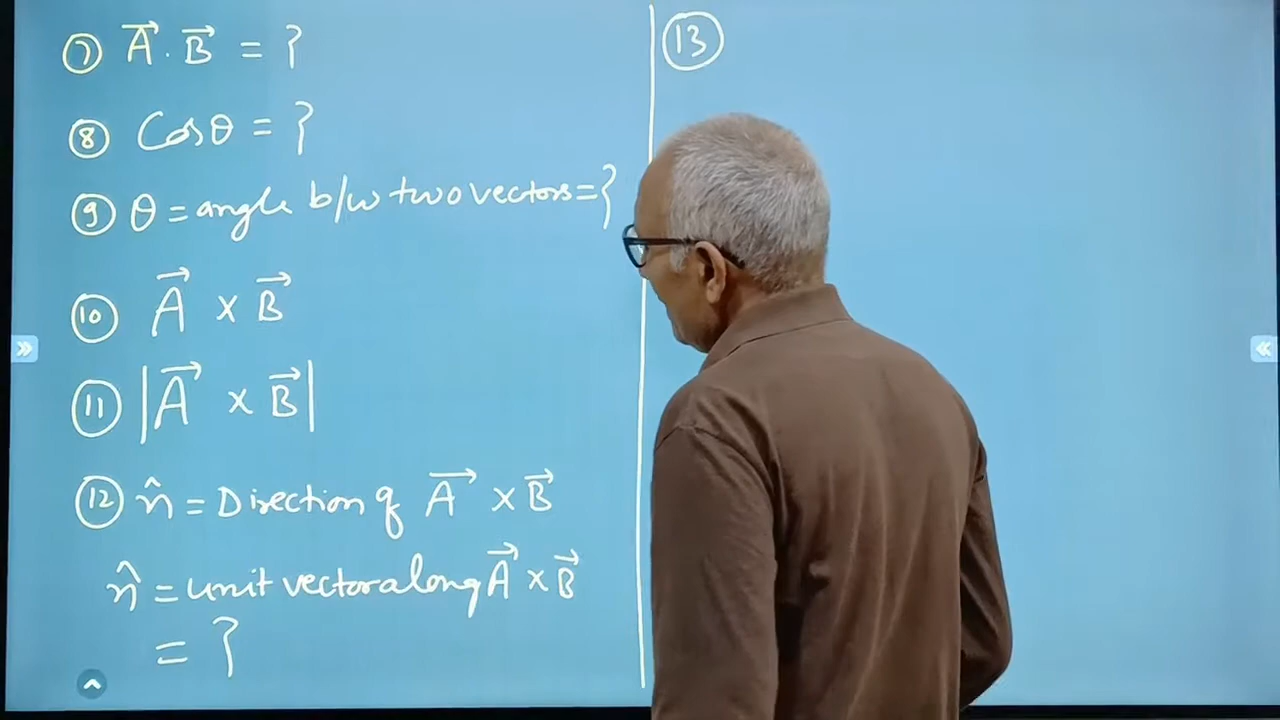 ⑦ A⃗ . B⃗ = ?
⑧ Cosθ = ?
⑨ θ = angle b/w two vectors = ?
⑩ A⃗ × B⃗
⑪ |A⃗ × B⃗|
⑫ n̂ = Direction of A⃗ × B⃗
n̂ = unit vector along A⃗ × B⃗
= ?
⑬